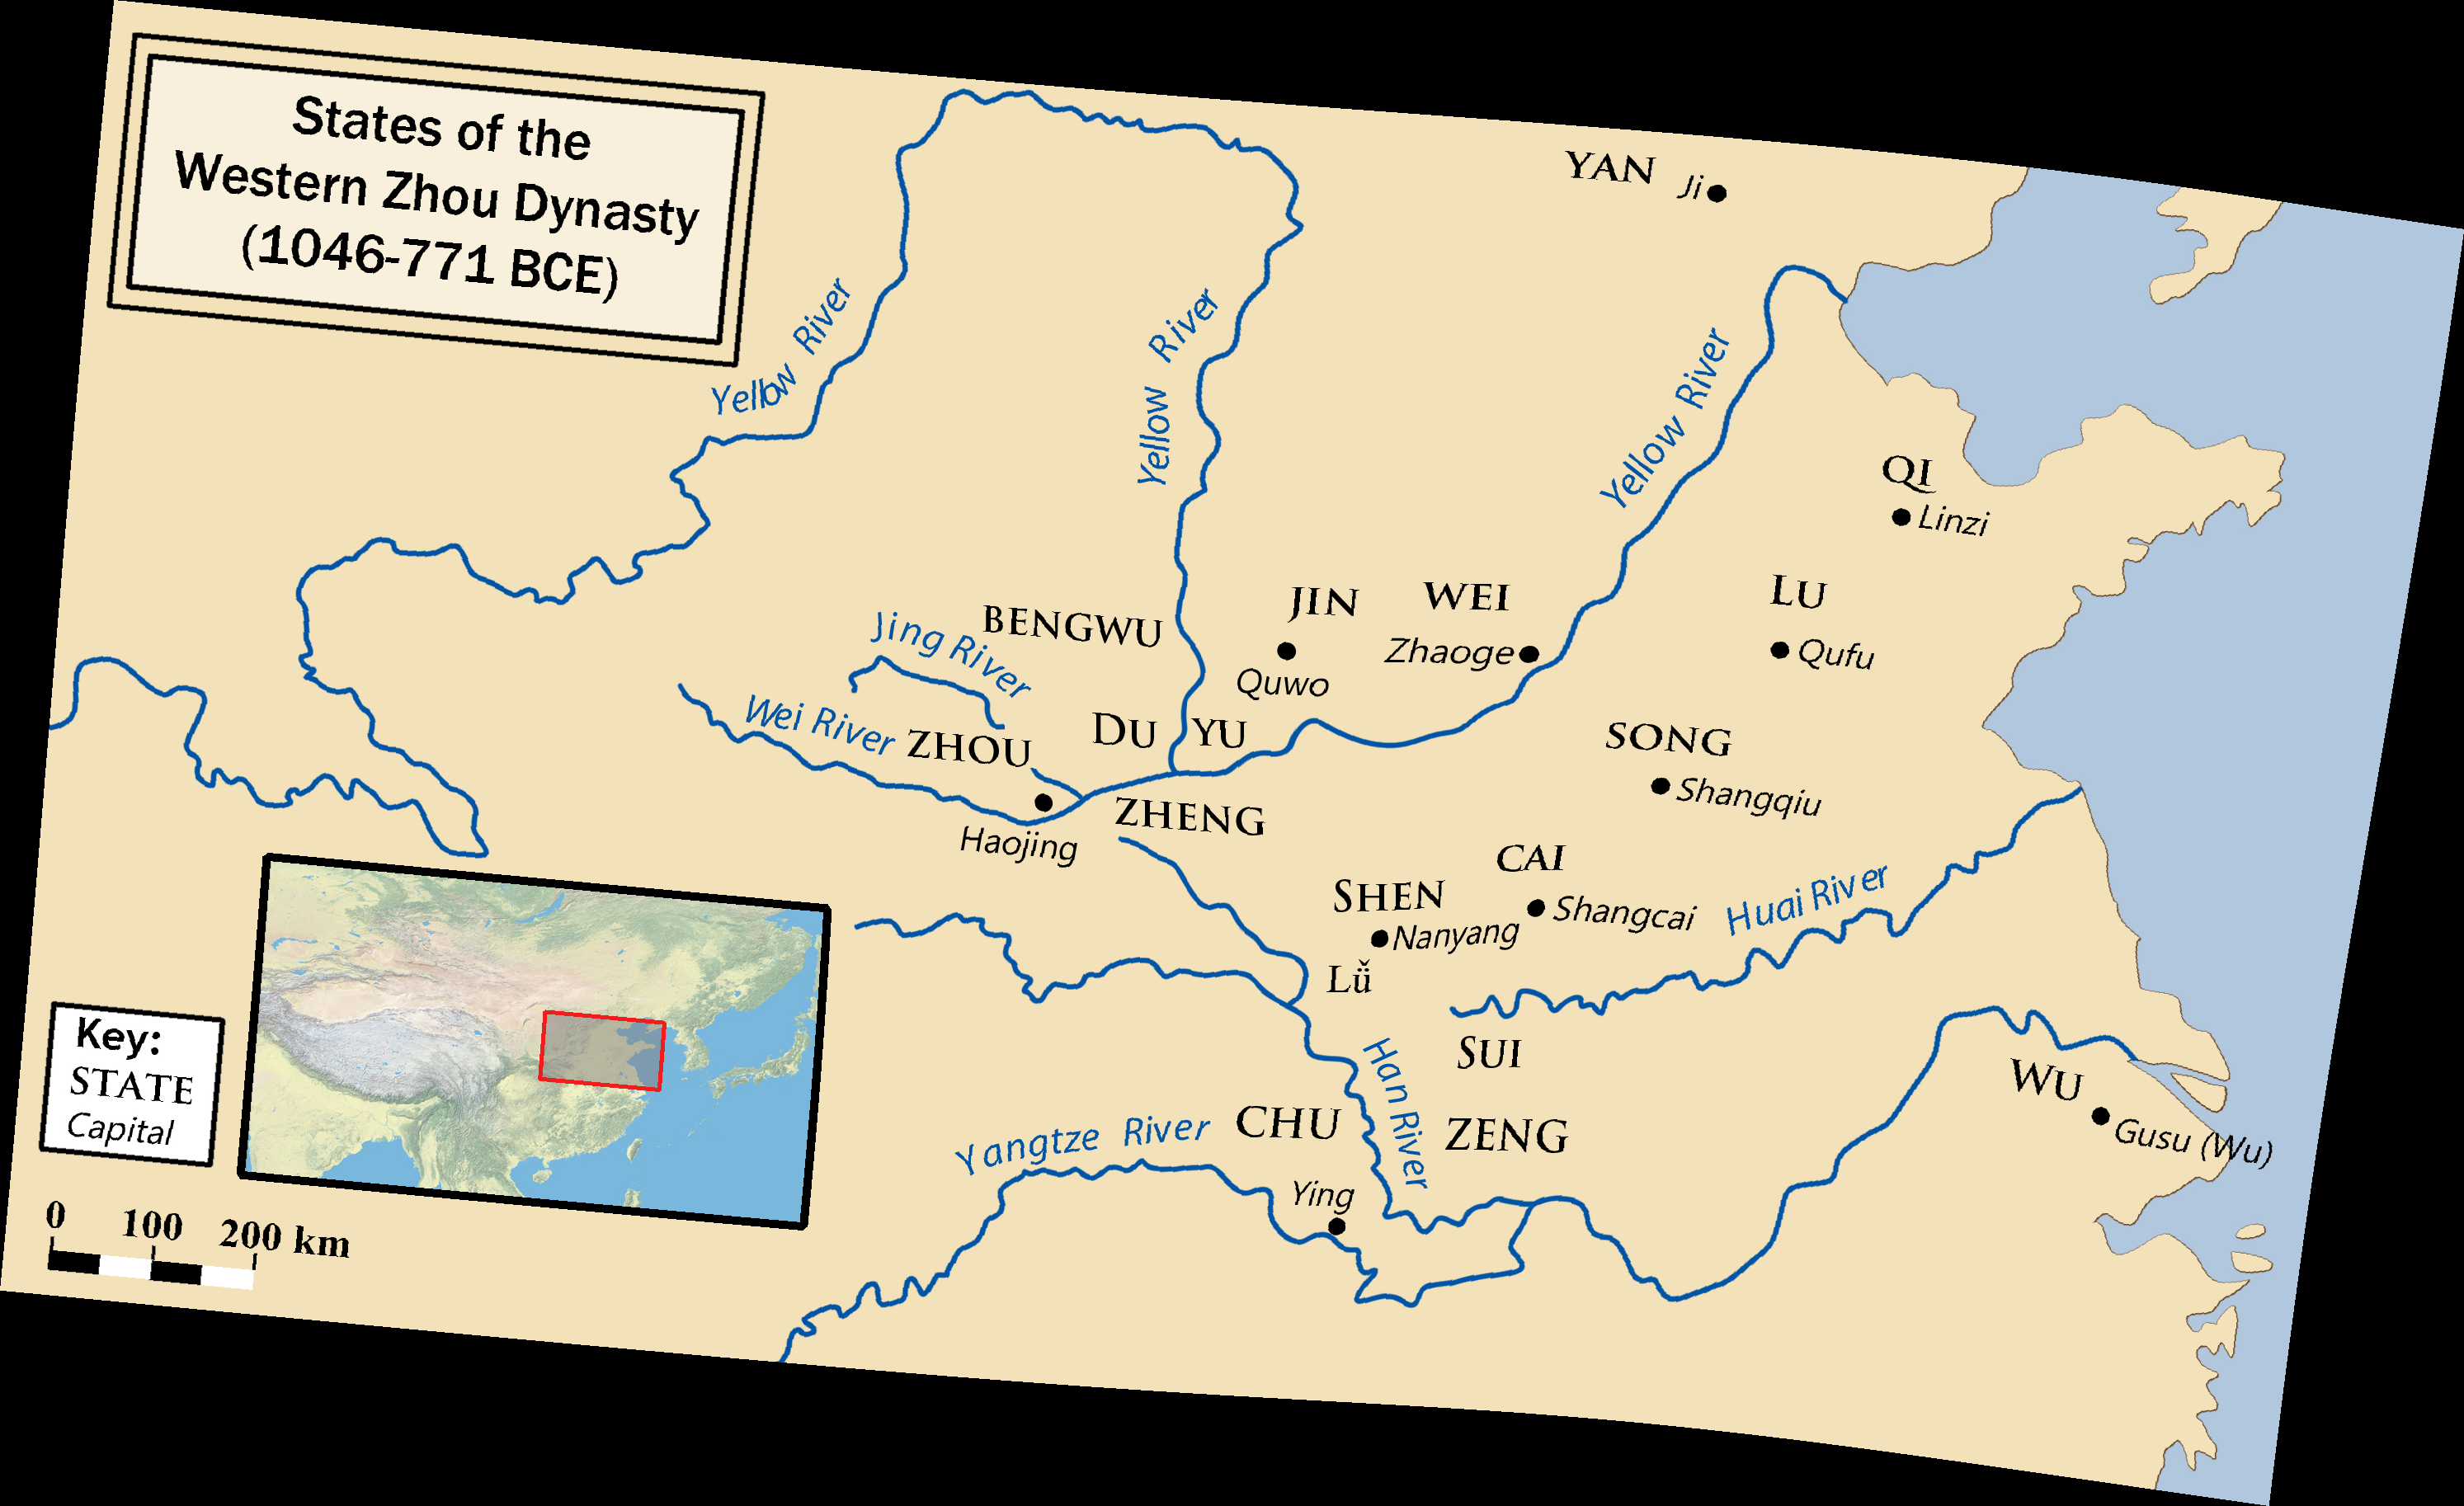 States of the
Western Zhou Dynasty
(1046-771 BCE)
YAN
Ji
Yellow River
Yellow River
Yellow River
QI
Linzi
LU
Qufu
JIN
Quwo
WEI
Zhaoge
BENGWU
Jing River
Wei River
ZHOU
DU
YU
Haojing
ZHENG
SONG
Shangqiu
CAI
Shangcai
SHEN
Nanyang
Lǚ
Huai River
SUI
Han River
CHU
ZENG
Yangtze River
Ying
WU
Gusu (Wu)
Key:
STATE
Capital
0 100 200 km